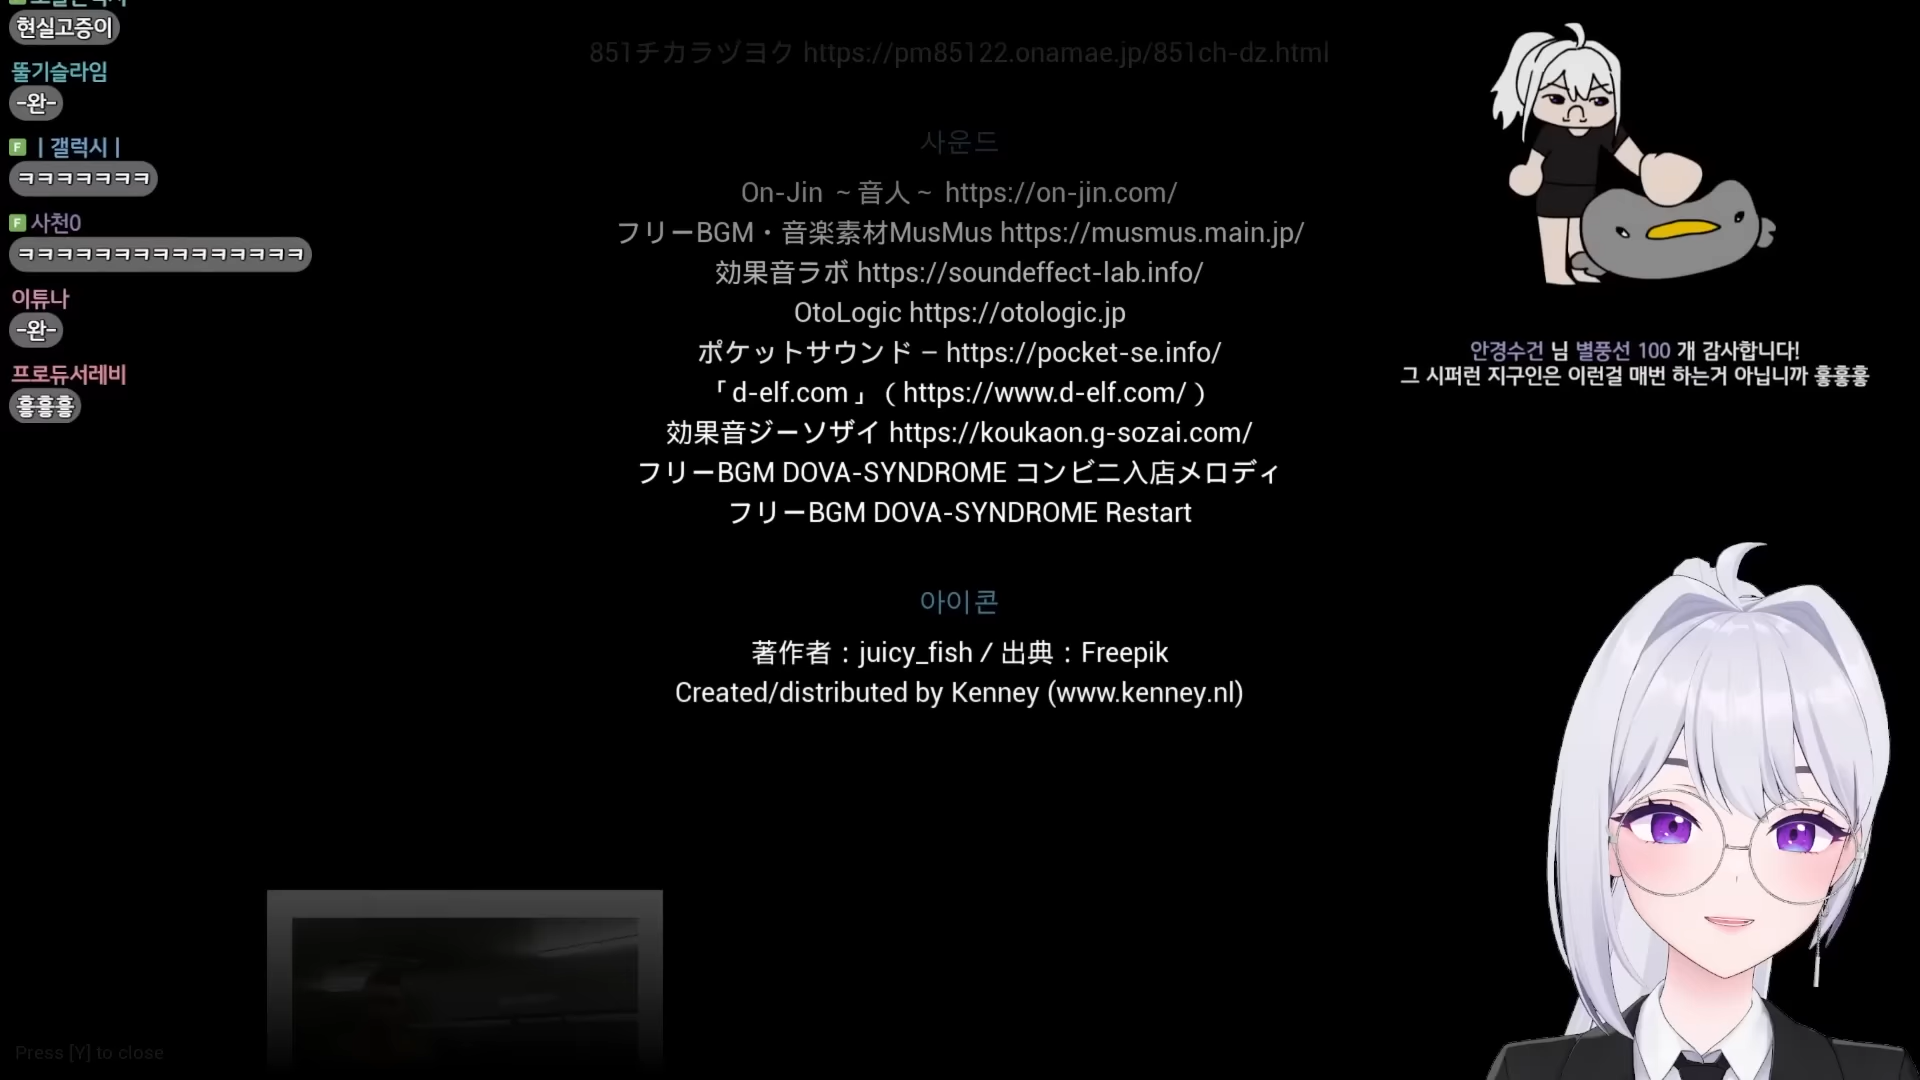 현실고증이
뚤기슬라임
-완-
F |갤럭시|
ㅋㅋㅋㅋㅋㅋㅋ
F 사천0
ㅋㅋㅋㅋㅋㅋㅋㅋㅋㅋㅋㅋㅋㅋㅋ
이튜나
-완-
프로듀서레비
홓홓홓
851チカラヅヨク https://pm85122.onamae.jp/851ch-dz.html
사운드
On-Jin ～音人～ https://on-jin.com/
フリーBGM・音楽素材MusMus https://musmus.main.jp/
効果音ラボ https://soundeffect-lab.info/
OtoLogic https://otologic.jp
ポケットサウンド – https://pocket-se.info/
「d-elf.com」（https://www.d-elf.com/）
効果音ジーソザイ https://koukaon.g-sozai.com/
フリーBGM DOVA-SYNDROME コンビニ入店メロディ
フリーBGM DOVA-SYNDROME Restart
아이콘
著作者：juicy_fish / 出典：Freepik
Created/distributed by Kenney (www.kenney.nl)
안경수건 님 별풍선 100 개 감사합니다!
그 시퍼런 지구인은 이런걸 매번 하는거 아닙니까 홓홓홓
Press [Y] to close